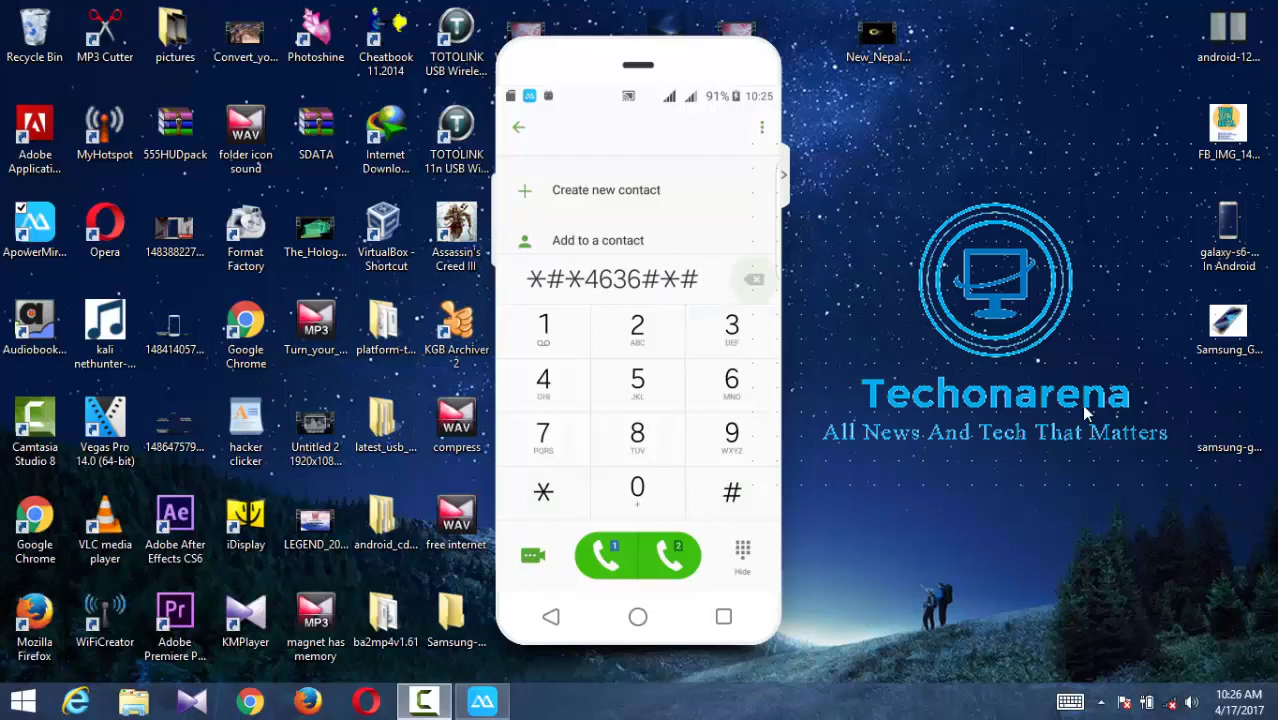 Recycle Bin
MP3 Cutter
pictures
Convert_yo...
Photoshine
Cheatbook
11.2014
TOTOLINK
USB Wirele...
New_Nepal...
android-12...
Adobe
Applicati...
MyHotspot
555HUDpack
folder icon
sound
SDATA
Internet
Downlo...
TOTOLINK
11n USB Wi...
FB_IMG_14...
ApowerMir...
Opera
148388227...
Format
Factory
The_Holog...
VirtualBox -
Shortcut
Assassin's
Creed III
galaxy-s6-...
In Android
Audiobook...
kali
nethunter-...
148414057...
Google
Chrome
Turn_your_...
platform-t...
KGB Archiver
2
Samsung_G...
Camtasia
Studio 8
Vegas Pro
14.0 (64-bit)
148647579...
hacker
clicker
Untitled 2
1920x108...
latest_usb_...
compress
samsung-g...
Google
Chrome
VLC media
player
Adobe After
Effects CS6
iDisplay
LEGEND_20...
android_cd...
free internet
Mozilla
Firefox
WiFiCreator
Adobe
Premiere P...
KMPlayer
magnet has
memory
ba2mp4v1.61
Samsung-...
91% 10:25
Create new contact
Add to a contact
*#*4636#*#
1 2 3
ABC DEF
4 5 6
GHI JKL MNO
7 8 9
PQRS TUV WXYZ
* 0 #
+
1 2
Hide
Techonarena
All News And Tech That Matters
10:26 AM
4/17/2017